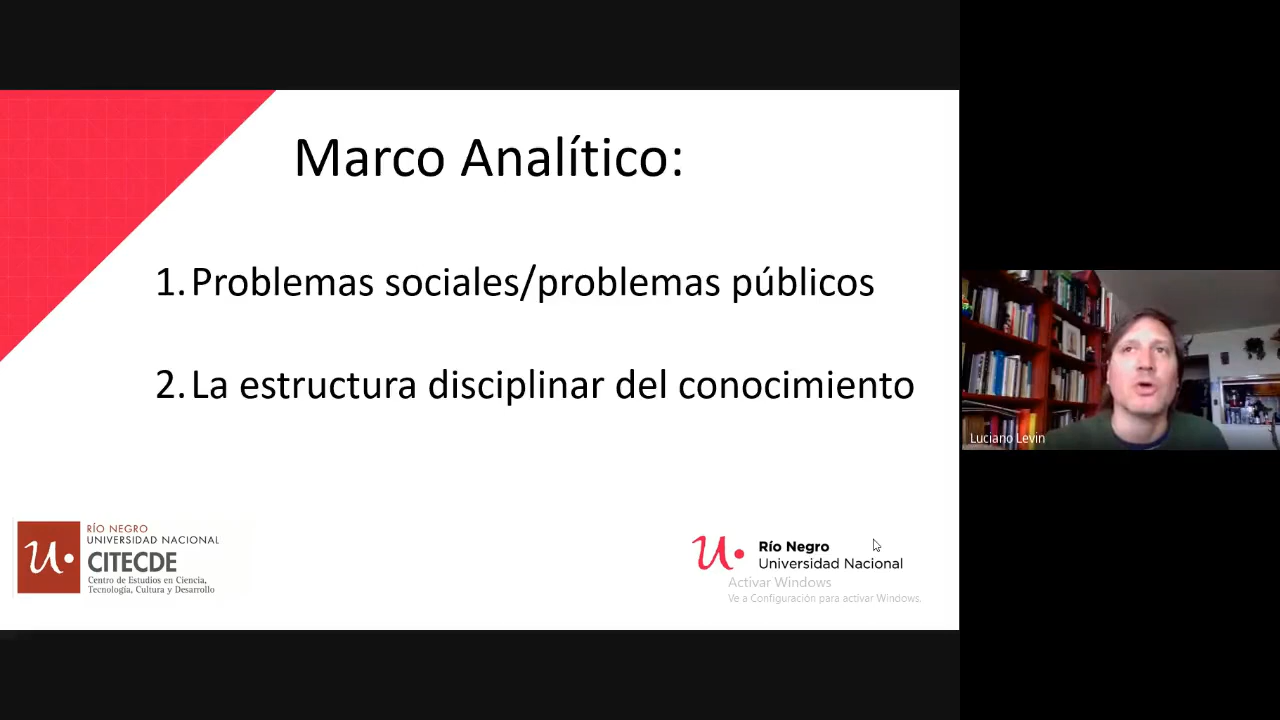 Marco Analítico:
1. Problemas sociales/problemas públicos
2. La estructura disciplinar del conocimiento
RÍO NEGRO
UNIVERSIDAD NACIONAL
CITECDE
Centro de Estudios en Ciencia,
Tecnología, Cultura y Desarrollo
Río Negro
Universidad Nacional
Activar Windows
Ve a Configuración para activar Windows.
Luciano Levin